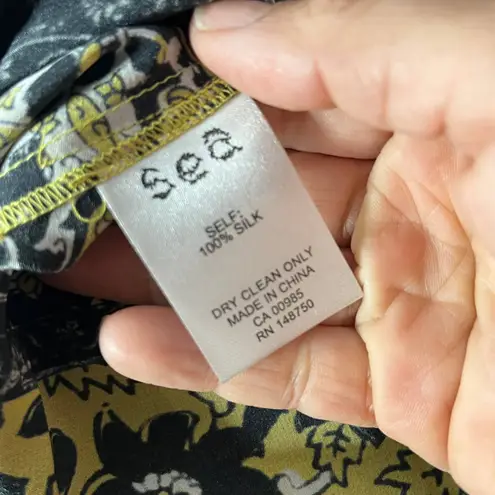 sea
SELF:
100% SILK
DRY CLEAN ONLY
MADE IN CHINA
CA 00985
RN 148750